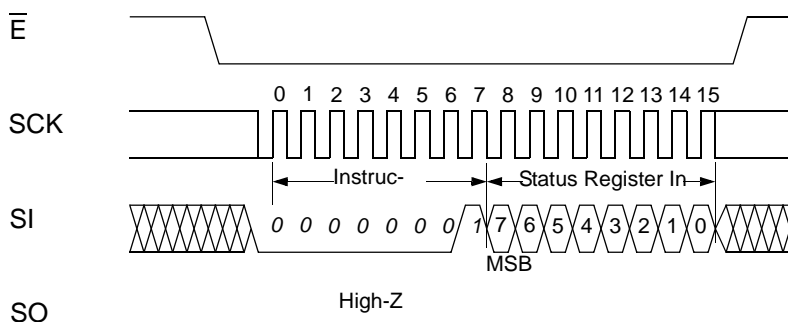 E
0 1 2 3 4 5 6 7 8 9 10 11 12 13 14 15
SCK
Instruc-
Status Register In
SI
0 0 0 0 0 0 0 1 7 6 5 4 3 2 1 0
MSB
High-Z
SO